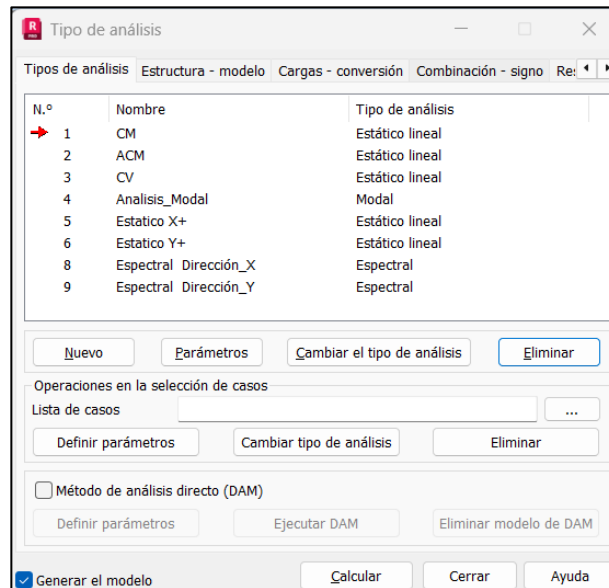 Tipo de análisis
Tipos de análisis Estructura - modelo Cargas - conversión Combinación - signo Re:
N.º Nombre Tipo de análisis
1 CM Estático lineal
2 ACM Estático lineal
3 CV Estático lineal
4 Analisis_Modal Modal
5 Estatico X+ Estático lineal
6 Estatico Y+ Estático lineal
8 Espectral Dirección_X Espectral
9 Espectral Dirección_Y Espectral
Nuevo Parámetros Cambiar el tipo de análisis Eliminar
Operaciones en la selección de casos
Lista de casos ...
Definir parámetros Cambiar tipo de análisis Eliminar
Método de análisis directo (DAM)
Definir parámetros Ejecutar DAM Eliminar modelo de DAM
Generar el modelo Calcular Cerrar Ayuda